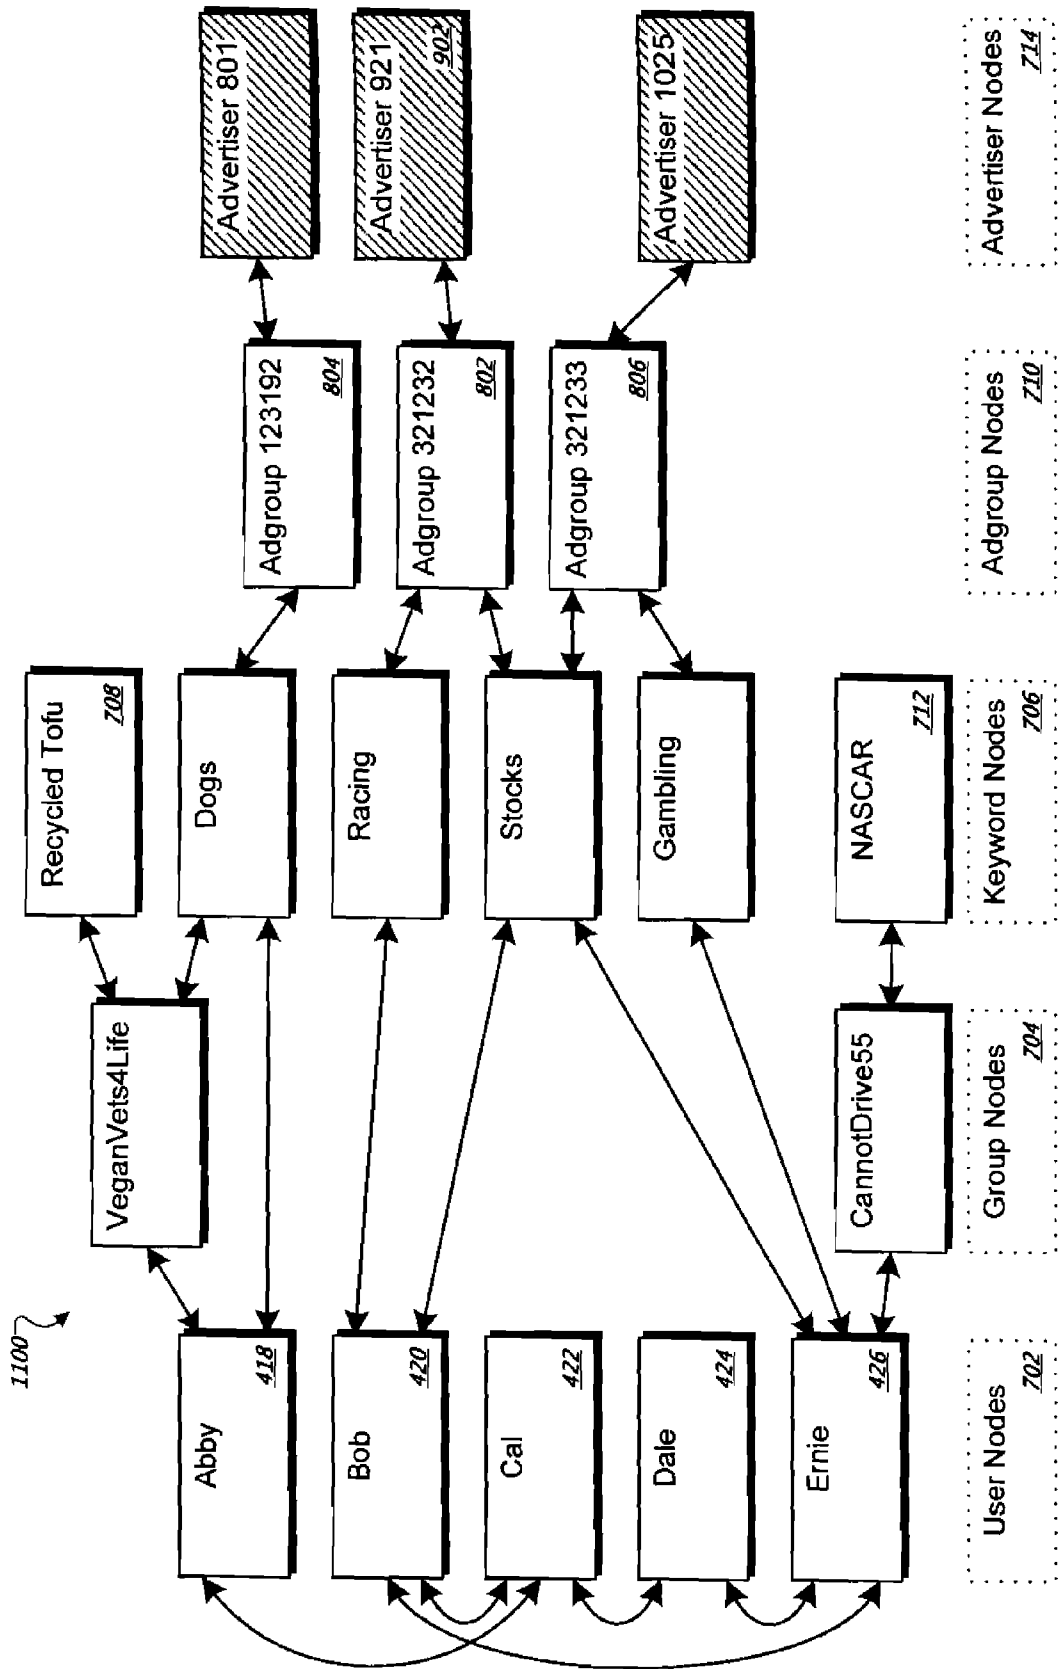 1100
Abby
418
Bob
420
Cal
422
Dale
424
Ernie
426
User Nodes
702
VeganVets4Life
CannotDrive55
Group Nodes
704
Recycled Tofu
708
Dogs
Racing
Stocks
Gambling
NASCAR
712
Keyword Nodes
706
Adgroup 123192
804
Adgroup 321232
802
Adgroup 321233
806
Adgroup Nodes
710
Advertiser 801
Advertiser 921
902
Advertiser 1025
Advertiser Nodes
714